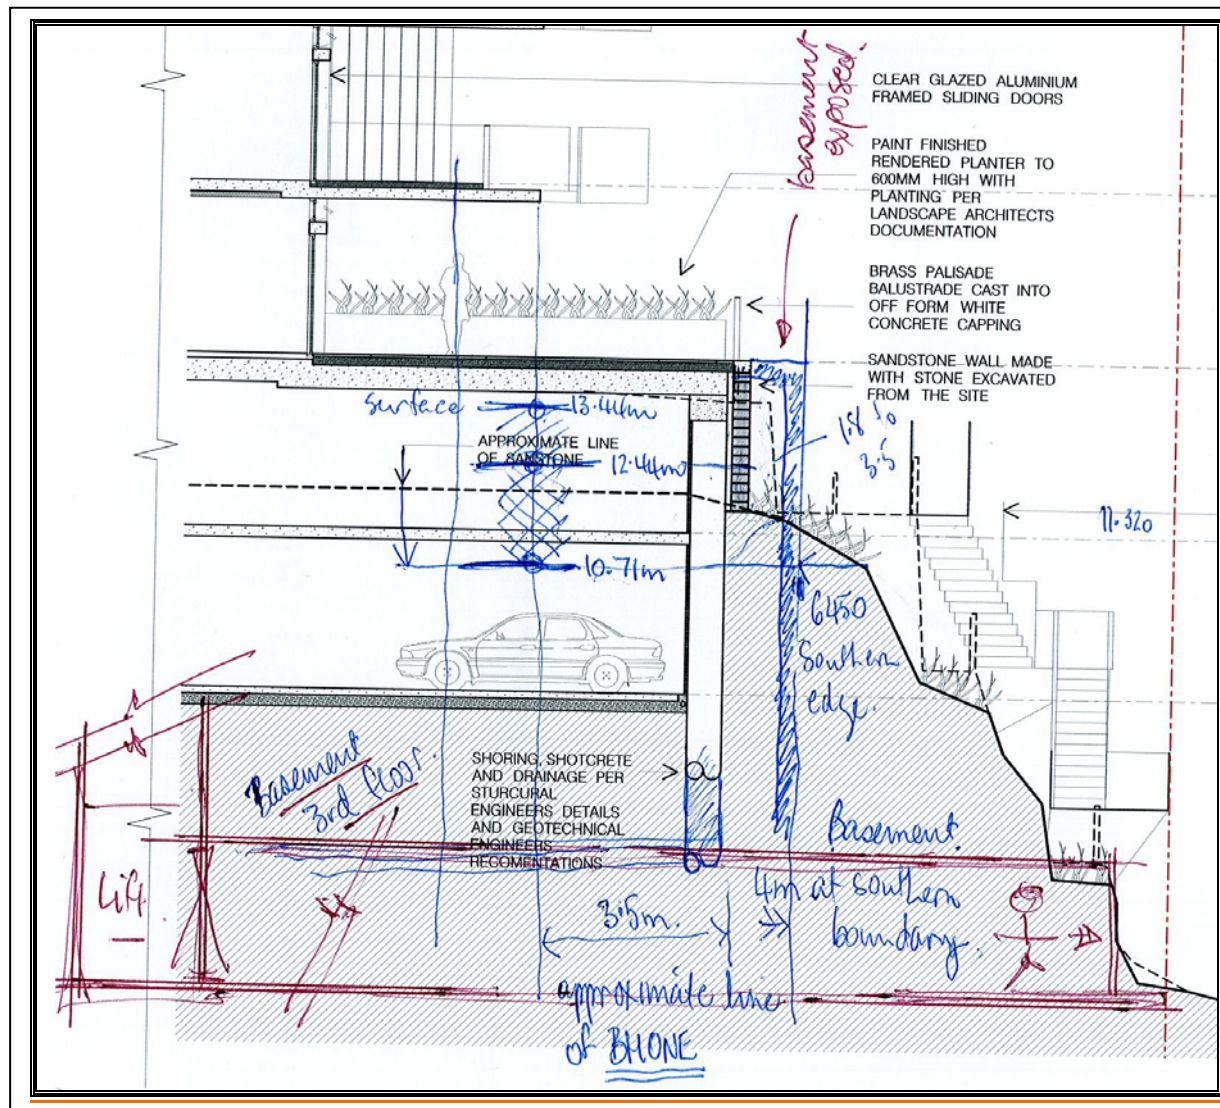 basement
exposed.
CLEAR GLAZED ALUMINIUM
FRAMED SLIDING DOORS
PAINT FINISHED
RENDERED PLANTER TO
600MM HIGH WITH
PLANTING PER
LANDSCAPE ARCHITECTS
DOCUMENTATION
BRASS PALISADE
BALUSTRADE CAST INTO
OFF FORM WHITE
CONCRETE CAPPING
SANDSTONE WALL MADE
WITH STONE EXCAVATED
FROM THE SITE
surface
13.44m
1.8 to
3.5
APPROXIMATE LINE
OF SANSTONE
12.44m
11.320
10.71m
6450
Southern
edge.
Basement
3rd floor.
SHORING, SHOTCRETE
AND DRAINAGE PER
STURCURAL
ENGINEERS DETAILS
AND GEOTECHNICAL
ENGINEERS
RECOMENTATIONS
Basement.
Lift
3.5m.
4m at southern
boundary.
approximate line
of BHONE